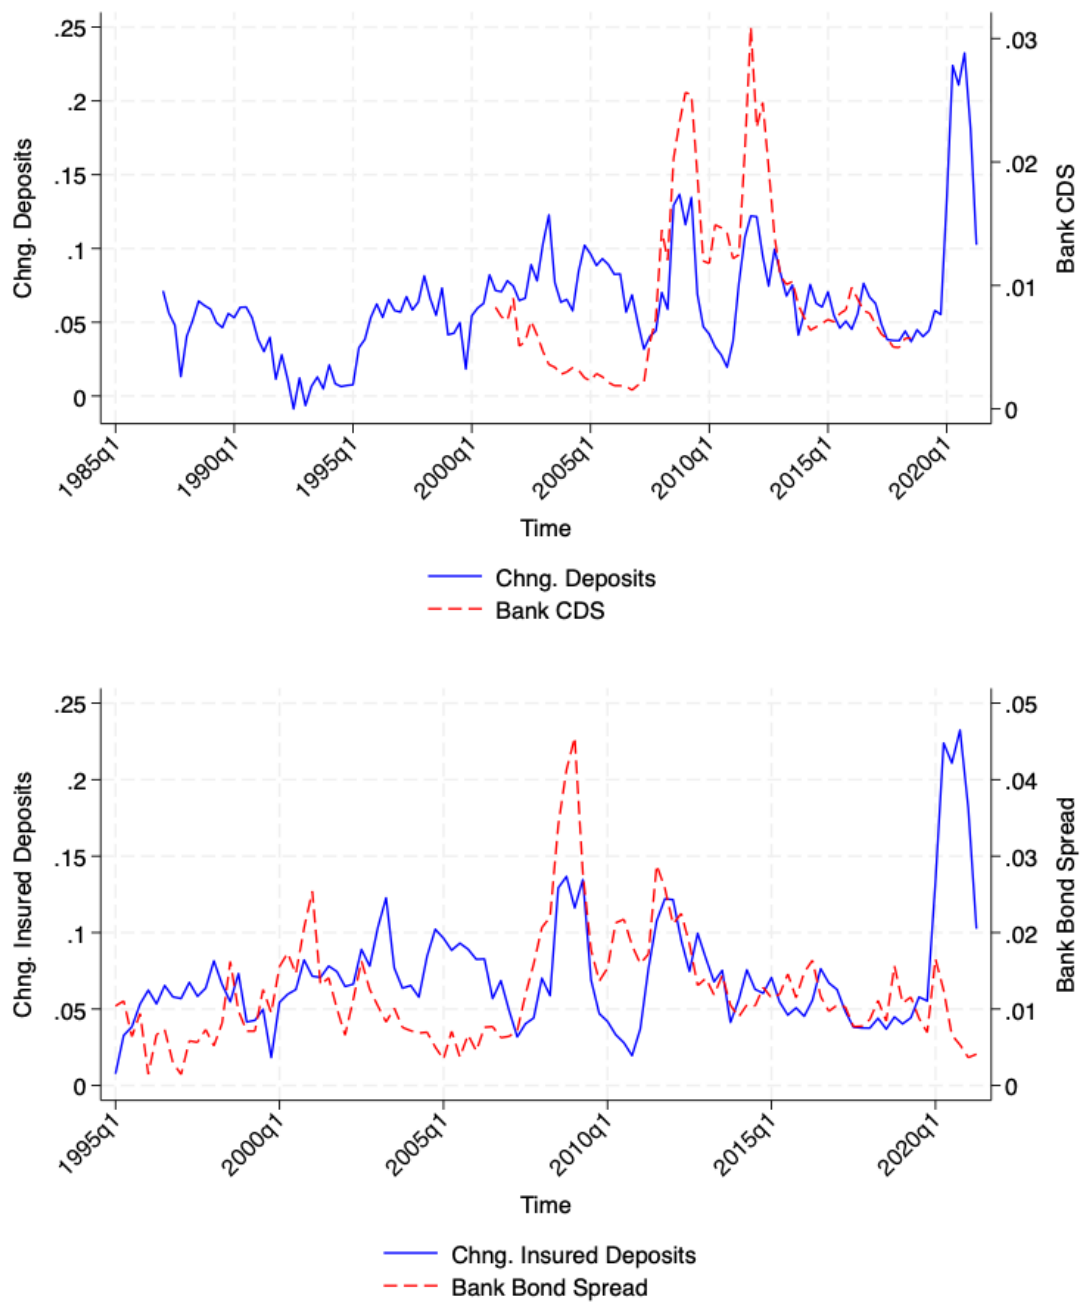 .25
.2
.15
.1
.05
0
Chng. Deposits
.03
.02
.01
0
Bank CDS
1985q1
1990q1
1995q1
2000q1
2005q1
2010q1
2015q1
2020q1
Time
Chng. Deposits
Bank CDS
.25
.2
.15
.1
.05
0
Chng. Insured Deposits
.05
.04
.03
.02
.01
0
Bank Bond Spread
1995q1
2000q1
2005q1
2010q1
2015q1
2020q1
Time
Chng. Insured Deposits
Bank Bond Spread